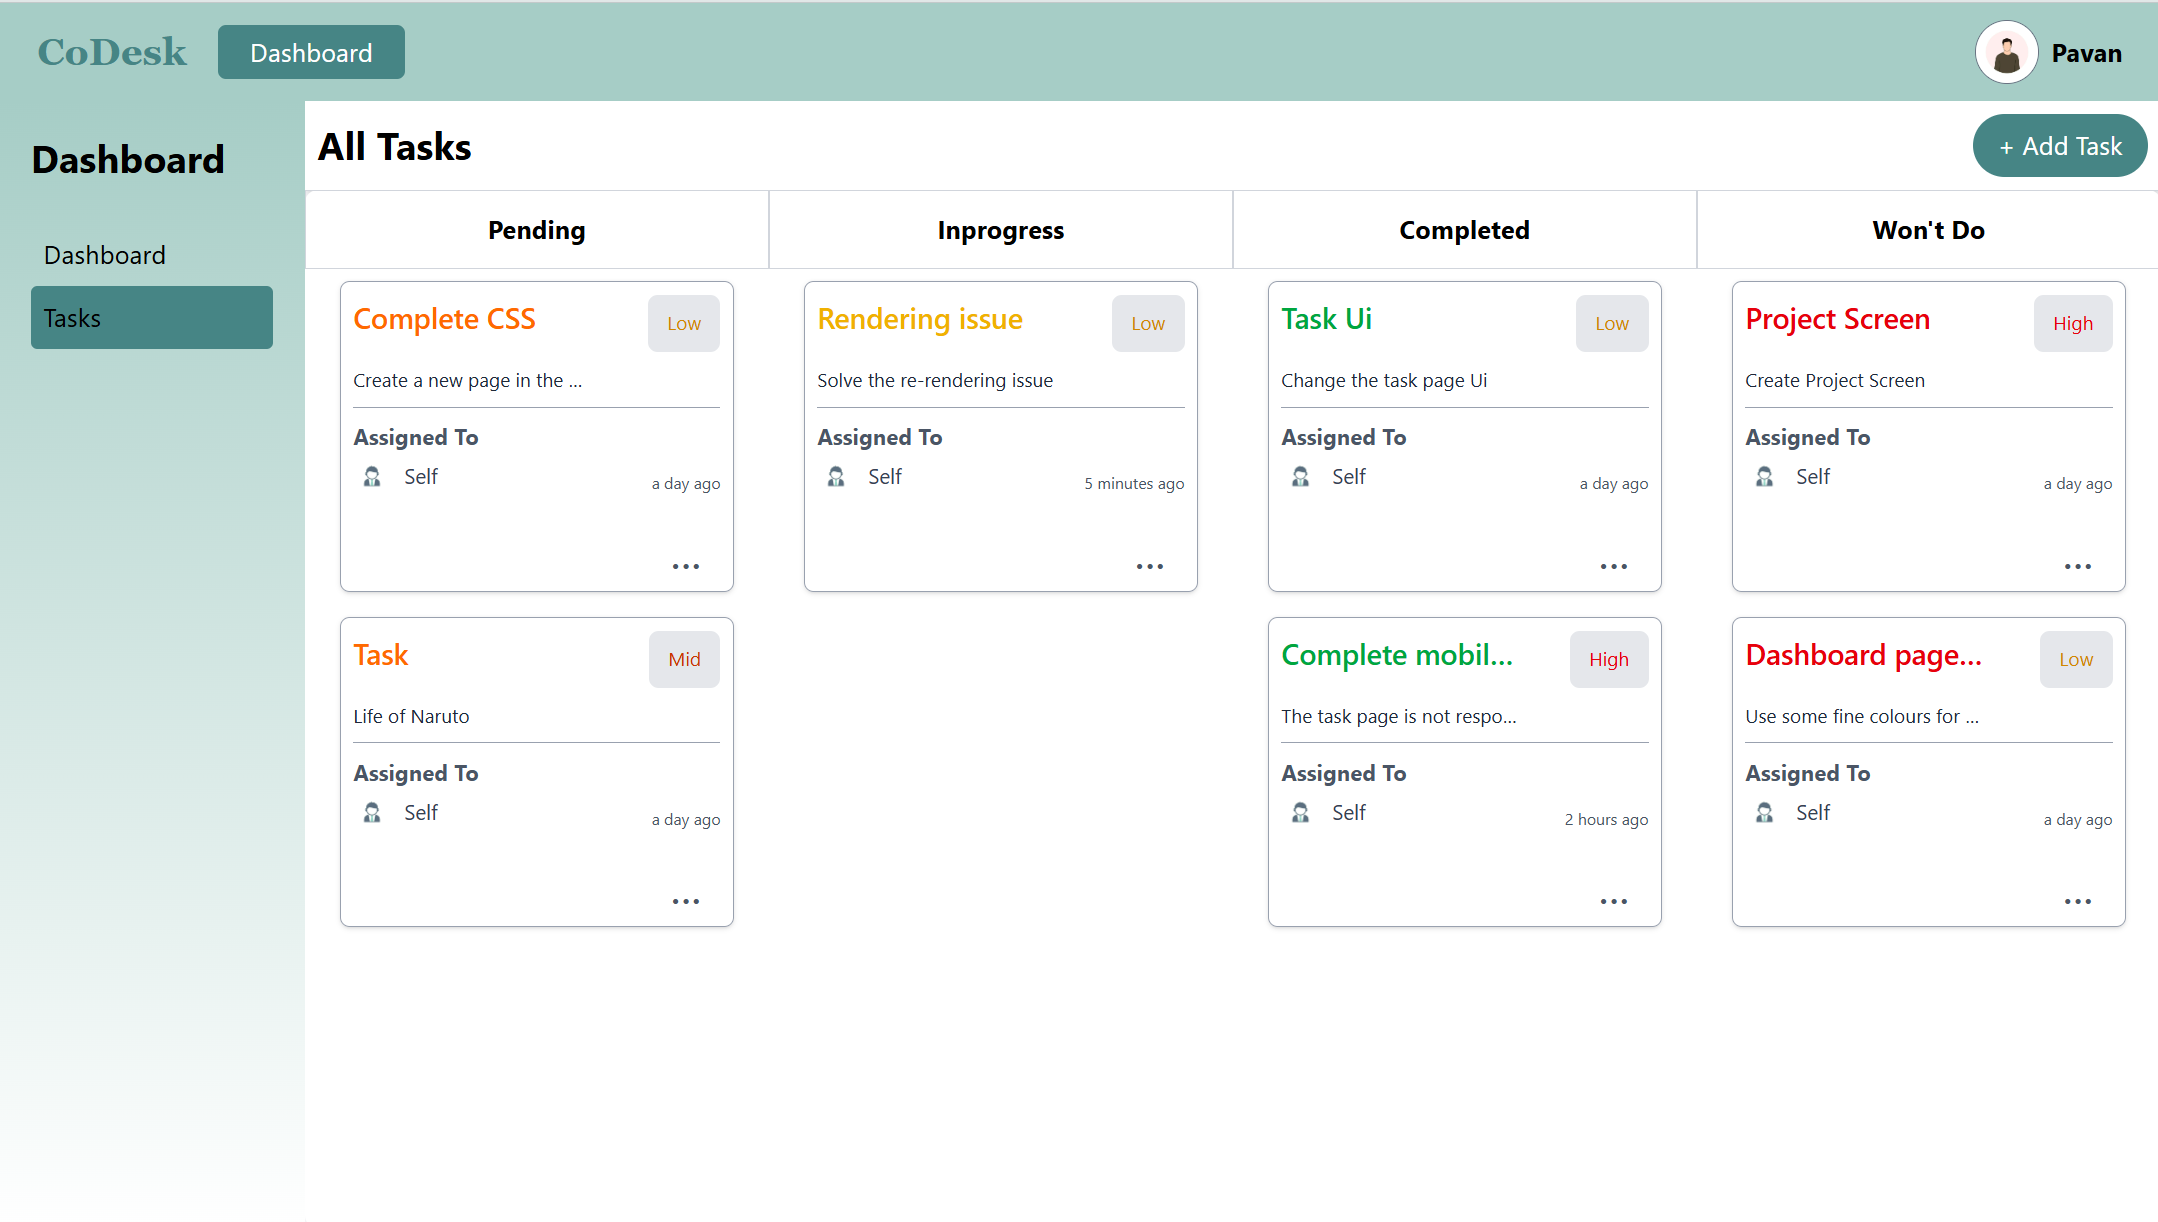 CoDesk
Dashboard
Pavan
Dashboard
Dashboard
Tasks
All Tasks
+ Add Task
Pending
Inprogress
Completed
Won't Do
Complete CSS
Low
Create a new page in the ...
Assigned To
Self
a day ago
...
Rendering issue
Low
Solve the re-rendering issue
Assigned To
Self
5 minutes ago
...
Task Ui
Low
Change the task page Ui
Assigned To
Self
a day ago
...
Project Screen
High
Create Project Screen
Assigned To
Self
a day ago
...
Task
Mid
Life of Naruto
Assigned To
Self
a day ago
...
Complete mobil...
High
The task page is not respo...
Assigned To
Self
2 hours ago
...
Dashboard page...
Low
Use some fine colours for ...
Assigned To
Self
a day ago
...